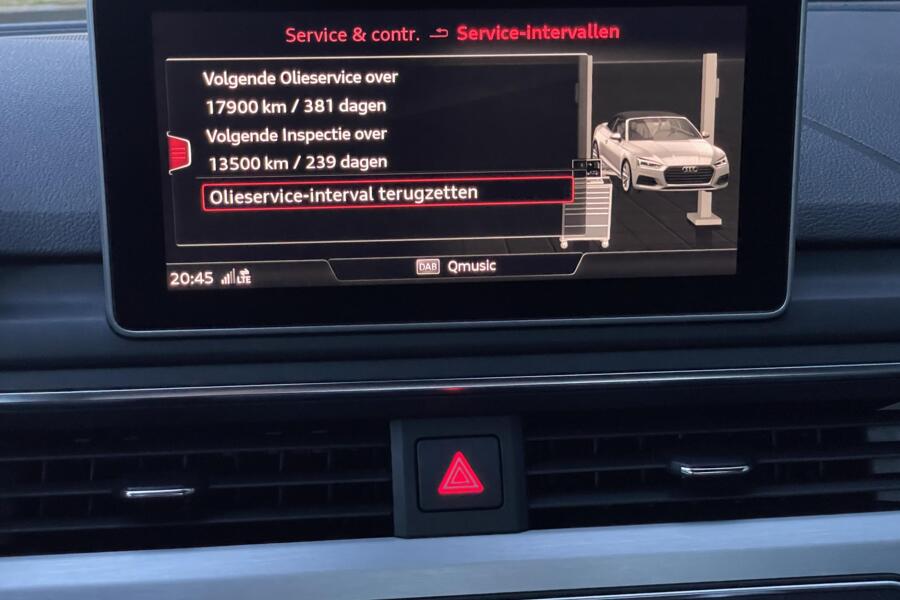 Service & contr. Service-intervallen
Volgende Olieservice over
17900 km / 381 dagen
Volgende Inspectie over
13500 km / 239 dagen
Olieservice-interval terugzetten
20:45 LTE DAB Qmusic